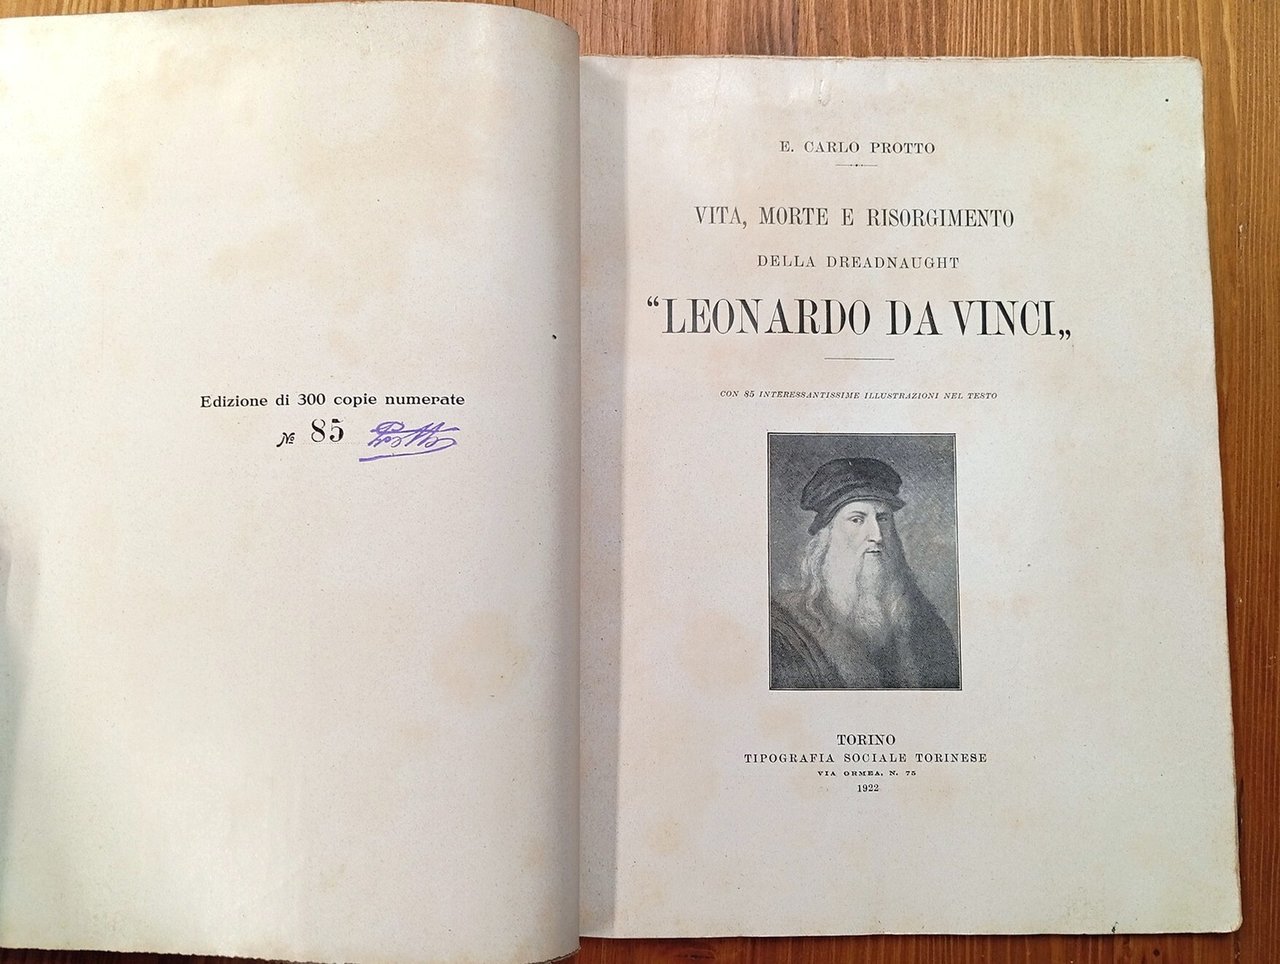 Edizione di 300 copie numerate
№ 85 Protto
E. CARLO PROTTO
VITA, MORTE E RISORGIMENTO
DELLA DREADNAUGHT
“LEONARDO DA VINCI„
CON 85 INTERESSANTISSIME ILLUSTRAZIONI NEL TESTO
TORINO
TIPOGRAFIA SOCIALE TORINESE
VIA ORMEA, N. 75
1922